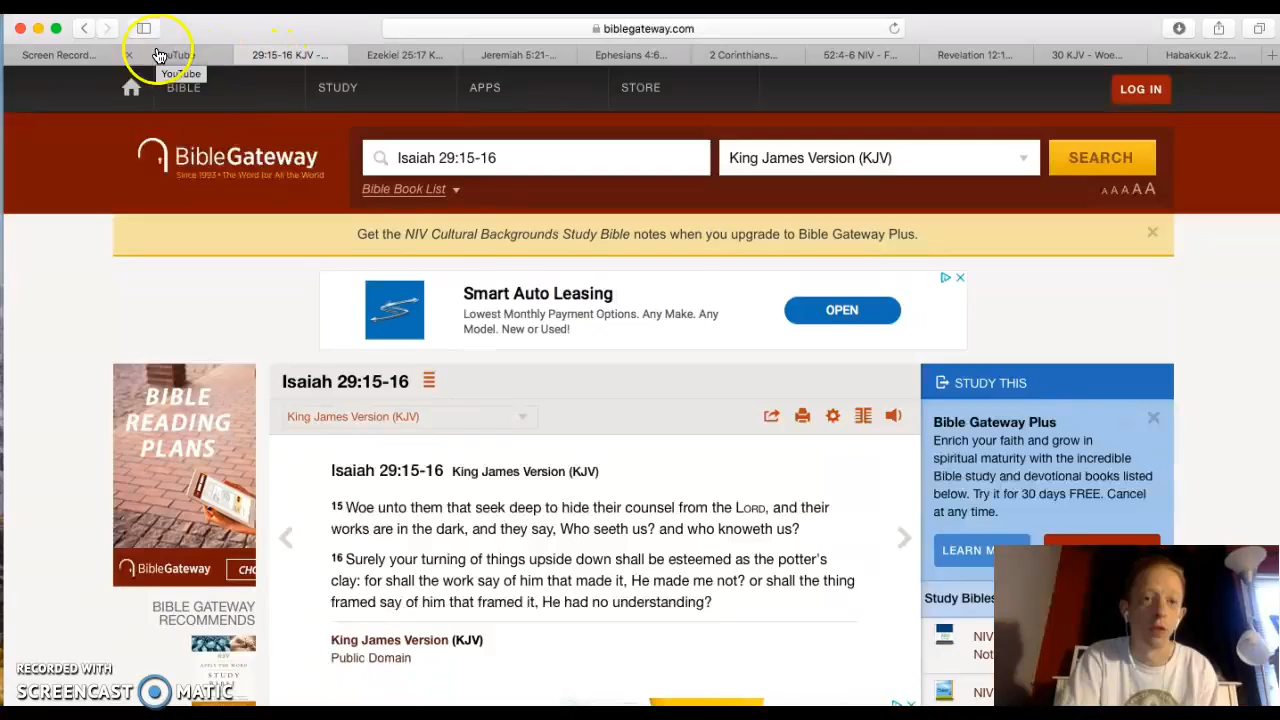 biblegateway.com
Screen Record...
YouTube
29:15-16 KJV -...
Ezekiel 25:17 K...
Jeremiah 5:21-...
Ephesians 4:6...
2 Corinthians...
52:4-6 NIV - F...
Revelation 12:1...
30 KJV - Woe...
Habakkuk 2:2...
YouTube
BIBLE
STUDY
APPS
STORE
LOG IN
BibleGateway
Since 1993 • The Word for All the World
Isaiah 29:15-16
King James Version (KJV)
SEARCH
Bible Book List
A A A A A
Get the NIV Cultural Backgrounds Study Bible notes when you upgrade to Bible Gateway Plus.
Smart Auto Leasing
Lowest Monthly Payment Options. Any Make. Any
Model. New or Used!
OPEN
BIBLE
READING
PLANS
BibleGateway
CHO
BIBLE GATEWAY
RECOMMENDS
KJV
APPLY THE WORD
STUDY
Isaiah 29:15-16
King James Version (KJV)
Isaiah 29:15-16 King James Version (KJV)
15 Woe unto them that seek deep to hide their counsel from the LORD, and their
works are in the dark, and they say, Who seeth us? and who knoweth us?
16 Surely your turning of things upside down shall be esteemed as the potter's
clay: for shall the work say of him that made it, He made me not? or shall the thing
framed say of him that framed it, He had no understanding?
King James Version (KJV)
Public Domain
STUDY THIS
Bible Gateway Plus
Enrich your faith and grow in
spiritual maturity with the incredible
Bible study and devotional books listed
below. Try it for 30 days FREE. Cancel
at any time.
LEARN M
Study Bibles
NIV
Not
NIV
RECORDED WITH
SCREENCAST MATIC